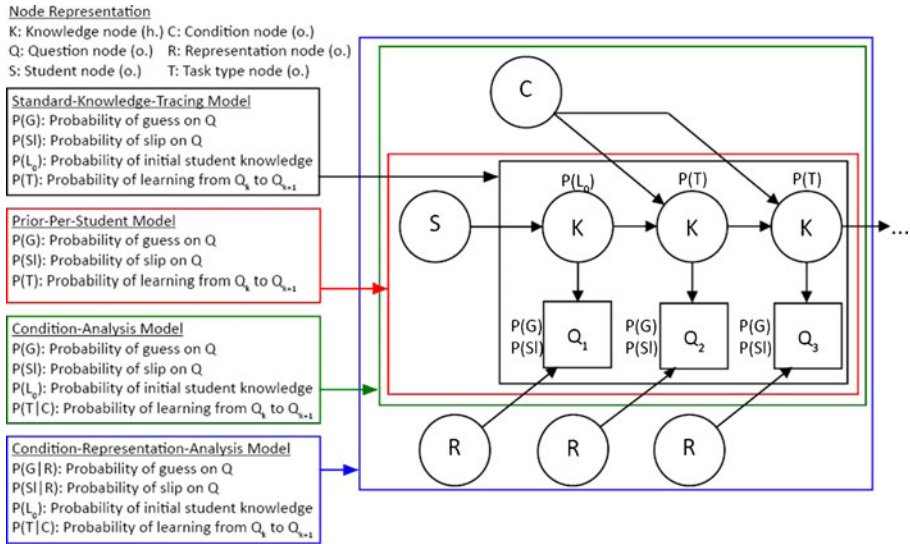 Node Representation
K: Knowledge node (h.) C: Condition node (o.)
Q: Question node (o.) R: Representation node (o.)
S: Student node (o.) T: Task type node (o.)
Standard-Knowledge-Tracing Model
P(G): Probability of guess on Q
P(Sl): Probability of slip on Q
P(L₀): Probability of initial student knowledge
P(T): Probability of learning from Qₖ to Qₖ₊₁
Prior-Per-Student Model
P(G): Probability of guess on Q
P(Sl): Probability of slip on Q
P(T): Probability of learning from Qₖ to Qₖ₊₁
Condition-Analysis Model
P(G): Probability of guess on Q
P(Sl): Probability of slip on Q
P(L₀): Probability of initial student knowledge
P(T|C): Probability of learning from Qₖ to Qₖ₊₁
Condition-Representation-Analysis Model
P(G|R): Probability of guess on Q
P(Sl|R): Probability of slip on Q
P(L₀): Probability of initial student knowledge
P(T|C): Probability of learning from Qₖ to Qₖ₊₁
C
P(L₀) P(T) P(T)
S K K K ...
P(G) P(G) P(G)
P(Sl) Q₁ P(Sl) Q₂ P(Sl) Q₃
R R R